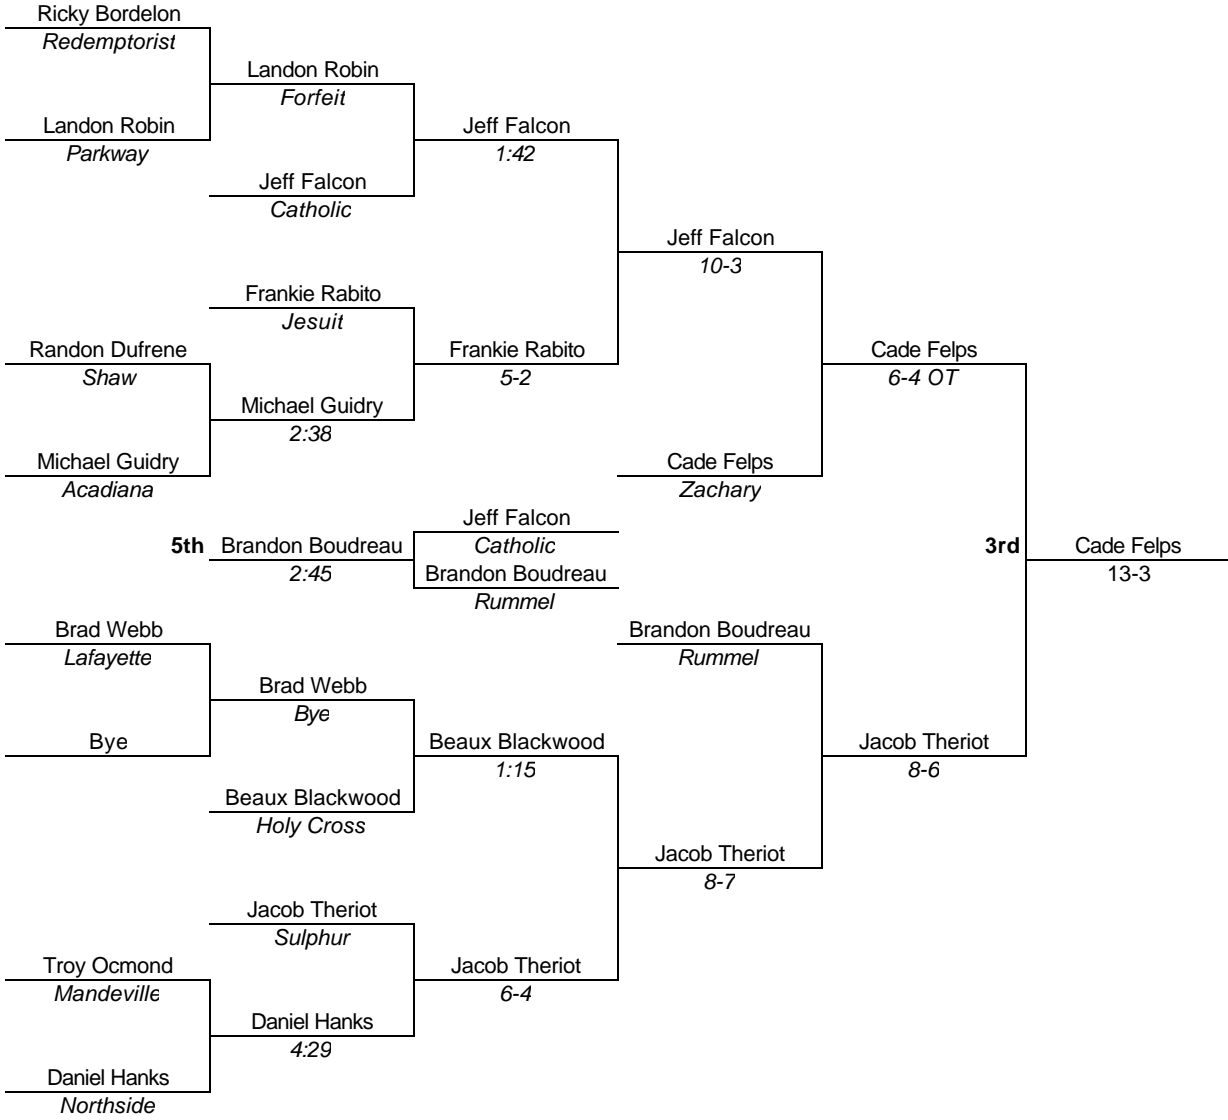 Ricky Bordelon
Redemptorist
Landon Robin
Forfeit
Landon Robin
Parkway
Jeff Falcon
1:42
Jeff Falcon
Catholic
Jeff Falcon
10-3
Frankie Rabito
Jesuit
Randon Dufrene
Shaw
Frankie Rabito
5-2
Cade Felps
6-4 OT
Michael Guidry
2:38
Michael Guidry
Acadiana
Cade Felps
Zachary
Jeff Falcon
Catholic
5th Brandon Boudreau
2:45
Brandon Boudreau
Rummel
3rd Cade Felps
13-3
Brad Webb
Lafayette
Brandon Boudreau
Rummel
Brad Webb
Bye
Bye
Beaux Blackwood
1:15
Jacob Theriot
8-6
Beaux Blackwood
Holy Cross
Jacob Theriot
8-7
Jacob Theriot
Sulphur
Troy Ocmond
Mandeville
Jacob Theriot
6-4
Daniel Hanks
4:29
Daniel Hanks
Northside